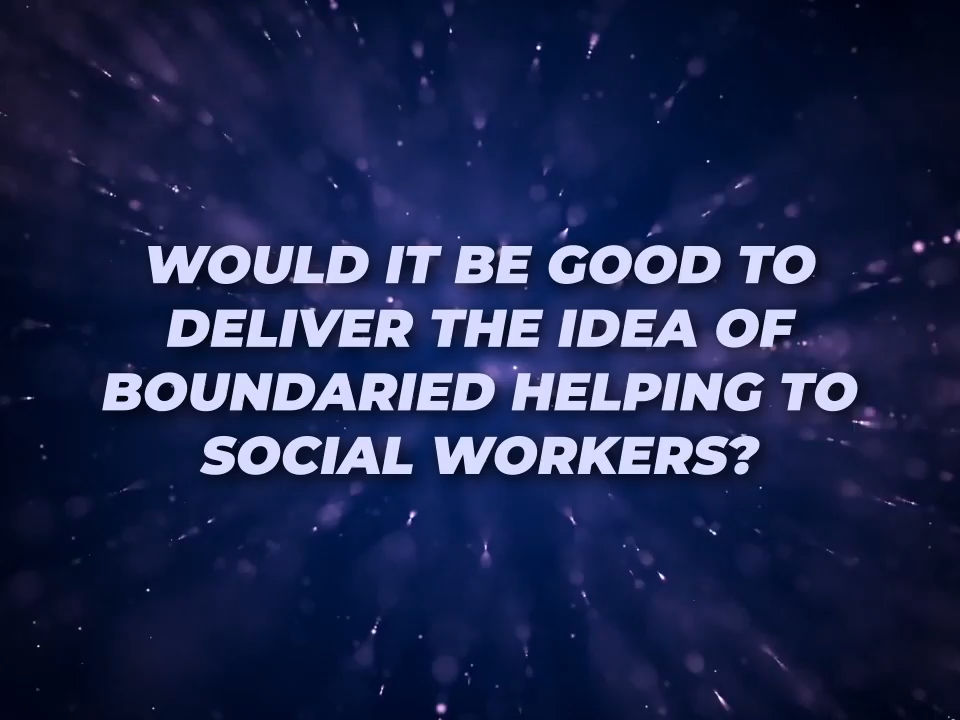 WOULD IT BE GOOD TO
DELIVER THE IDEA OF
BOUNDARIED HELPING TO
SOCIAL WORKERS?